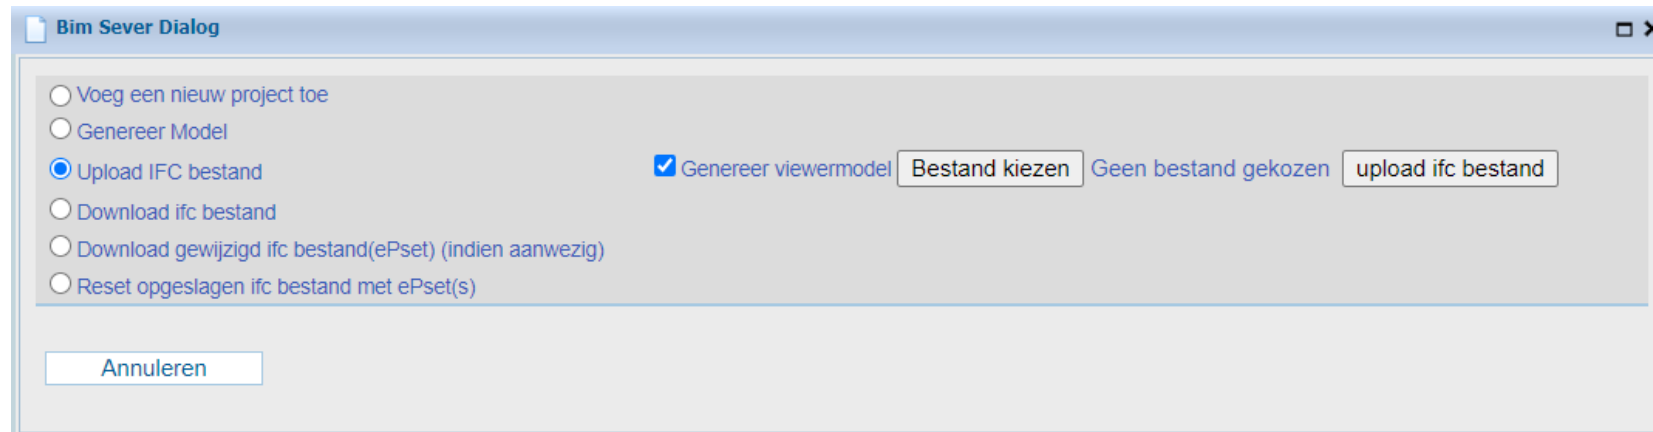 Bim Sever Dialog
Voeg een nieuw project toe
Genereer Model
Upload IFC bestand Genereer viewermodel Bestand kiezen Geen bestand gekozen upload ifc bestand
Download ifc bestand
Download gewijzigd ifc bestand(ePset) (indien aanwezig)
Reset opgeslagen ifc bestand met ePset(s)
Annuleren